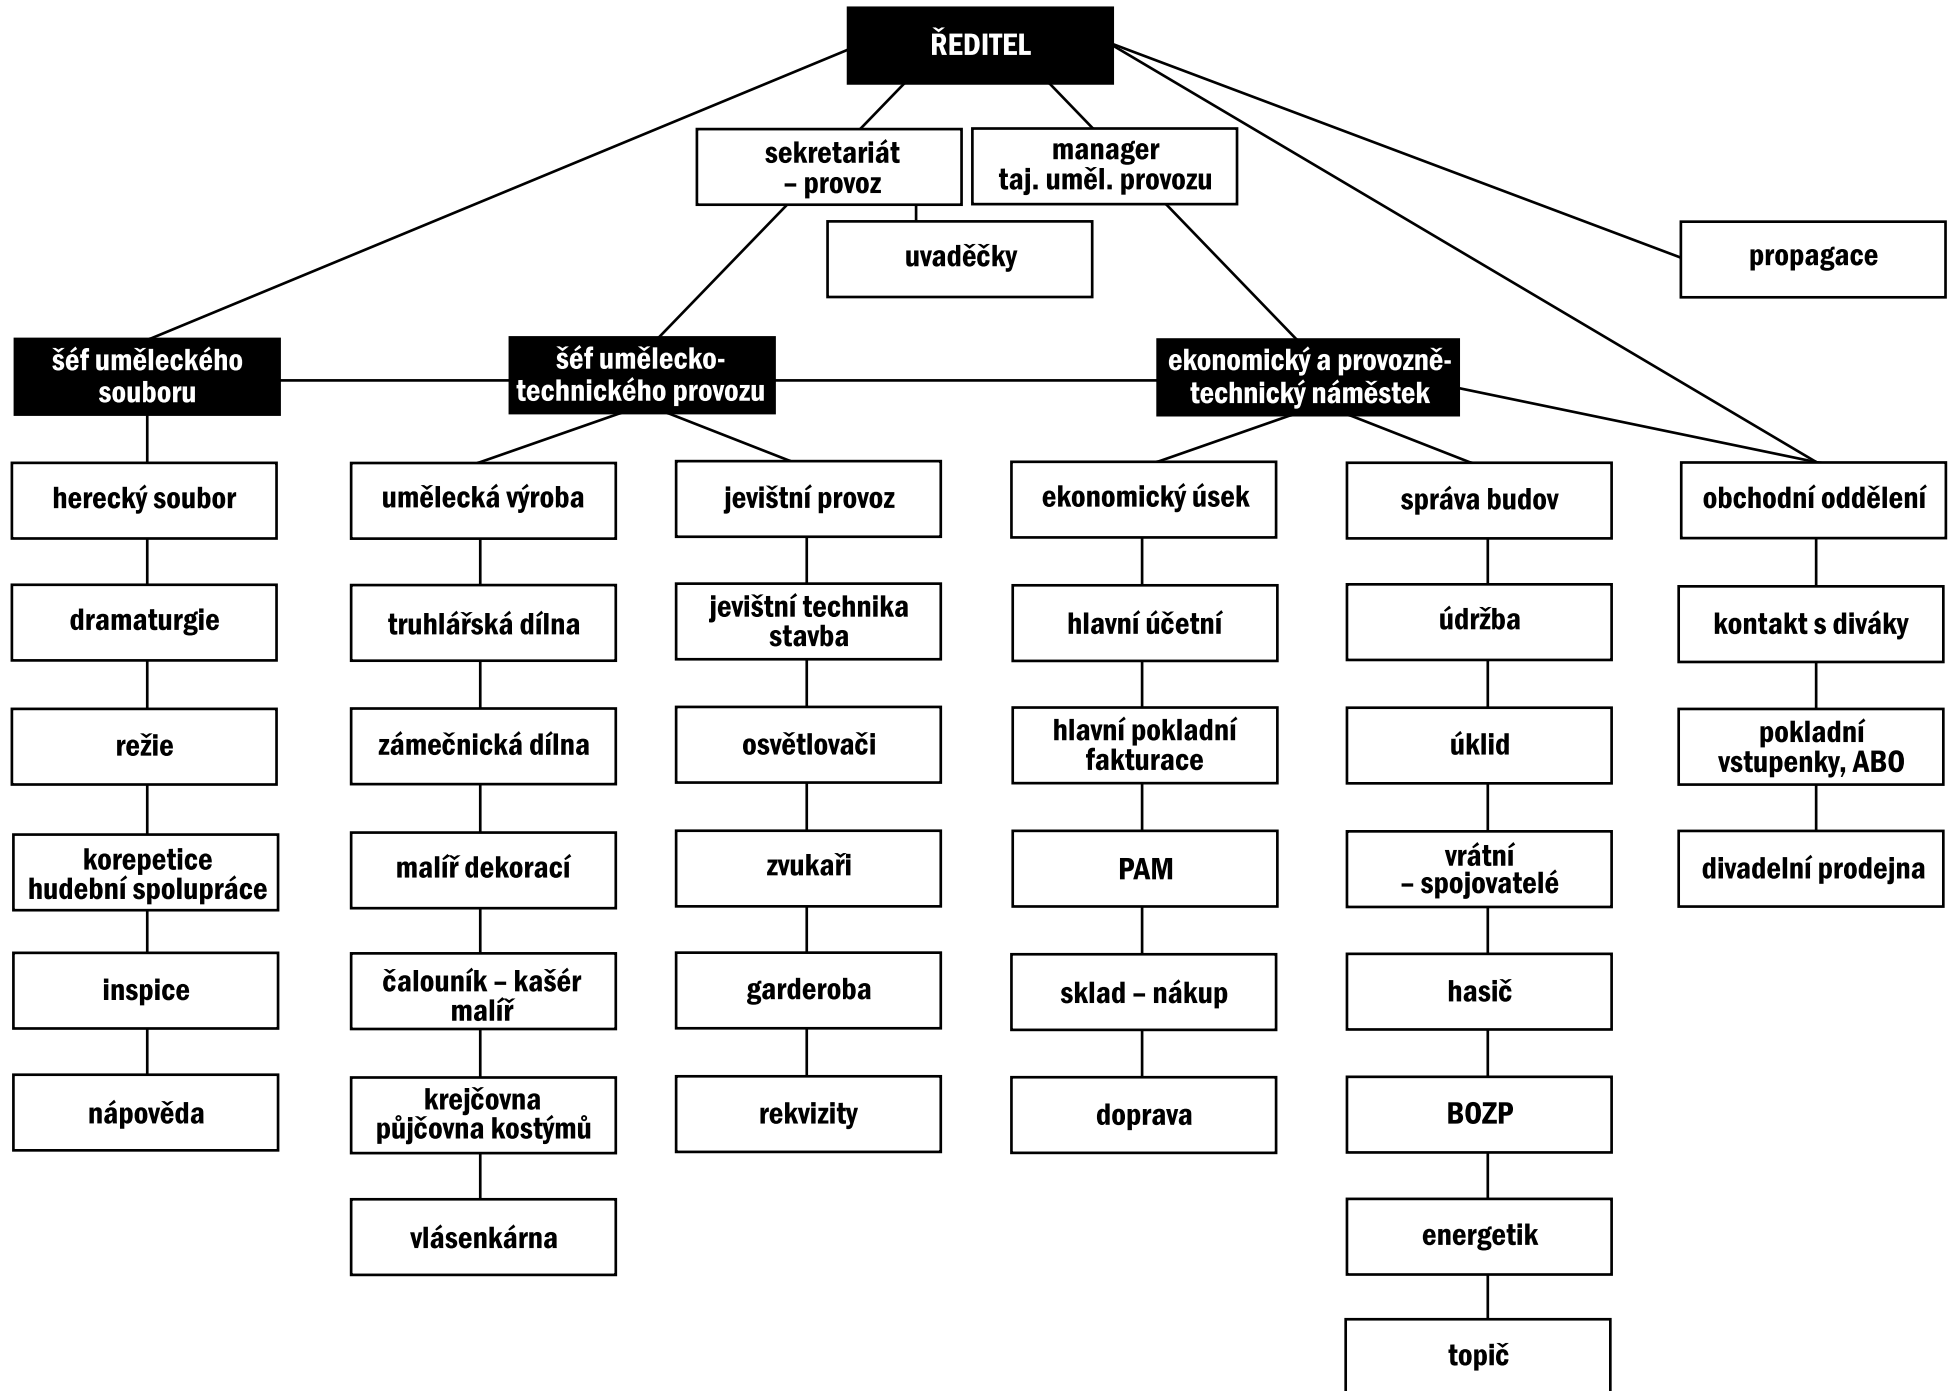 ŘEDITEL
sekretariát
– provoz
manager
taj. uměl. provozu
uvaděčky
propagace
šéf uměleckého
souboru
šéf umělecko-
technického provozu
ekonomický a provozně-
technický náměstek
herecký soubor
umělecká výroba
jevištní provoz
ekonomický úsek
správa budov
obchodní oddělení
dramaturgie
truhlářská dílna
jevištní technika
stavba
hlavní účetní
údržba
kontakt s diváky
režie
zámečnická dílna
osvětlovači
hlavní pokladní
fakturace
úklid
pokladní
vstupenky, ABO
korepetice
hudební spolupráce
malíř dekorací
zvukaři
PAM
vrátní
– spojovatelé
divadelní prodejna
inspice
čalouník – kašér
malíř
garderoba
sklad – nákup
hasič
nápověda
krejčovna
půjčovna kostýmů
rekvizity
doprava
BOZP
vlásenkárna
energetik
topič